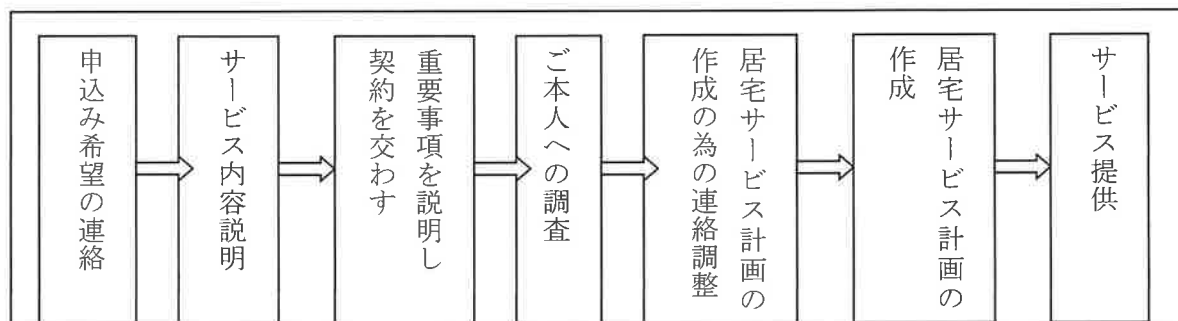 申込み希望の連絡
サービス内容説明
重要事項を説明し
契約を交わす
ご本人への調査
居宅サービス計画の
作成の為の連絡調整
居宅サービス計画の
作成
サービス提供